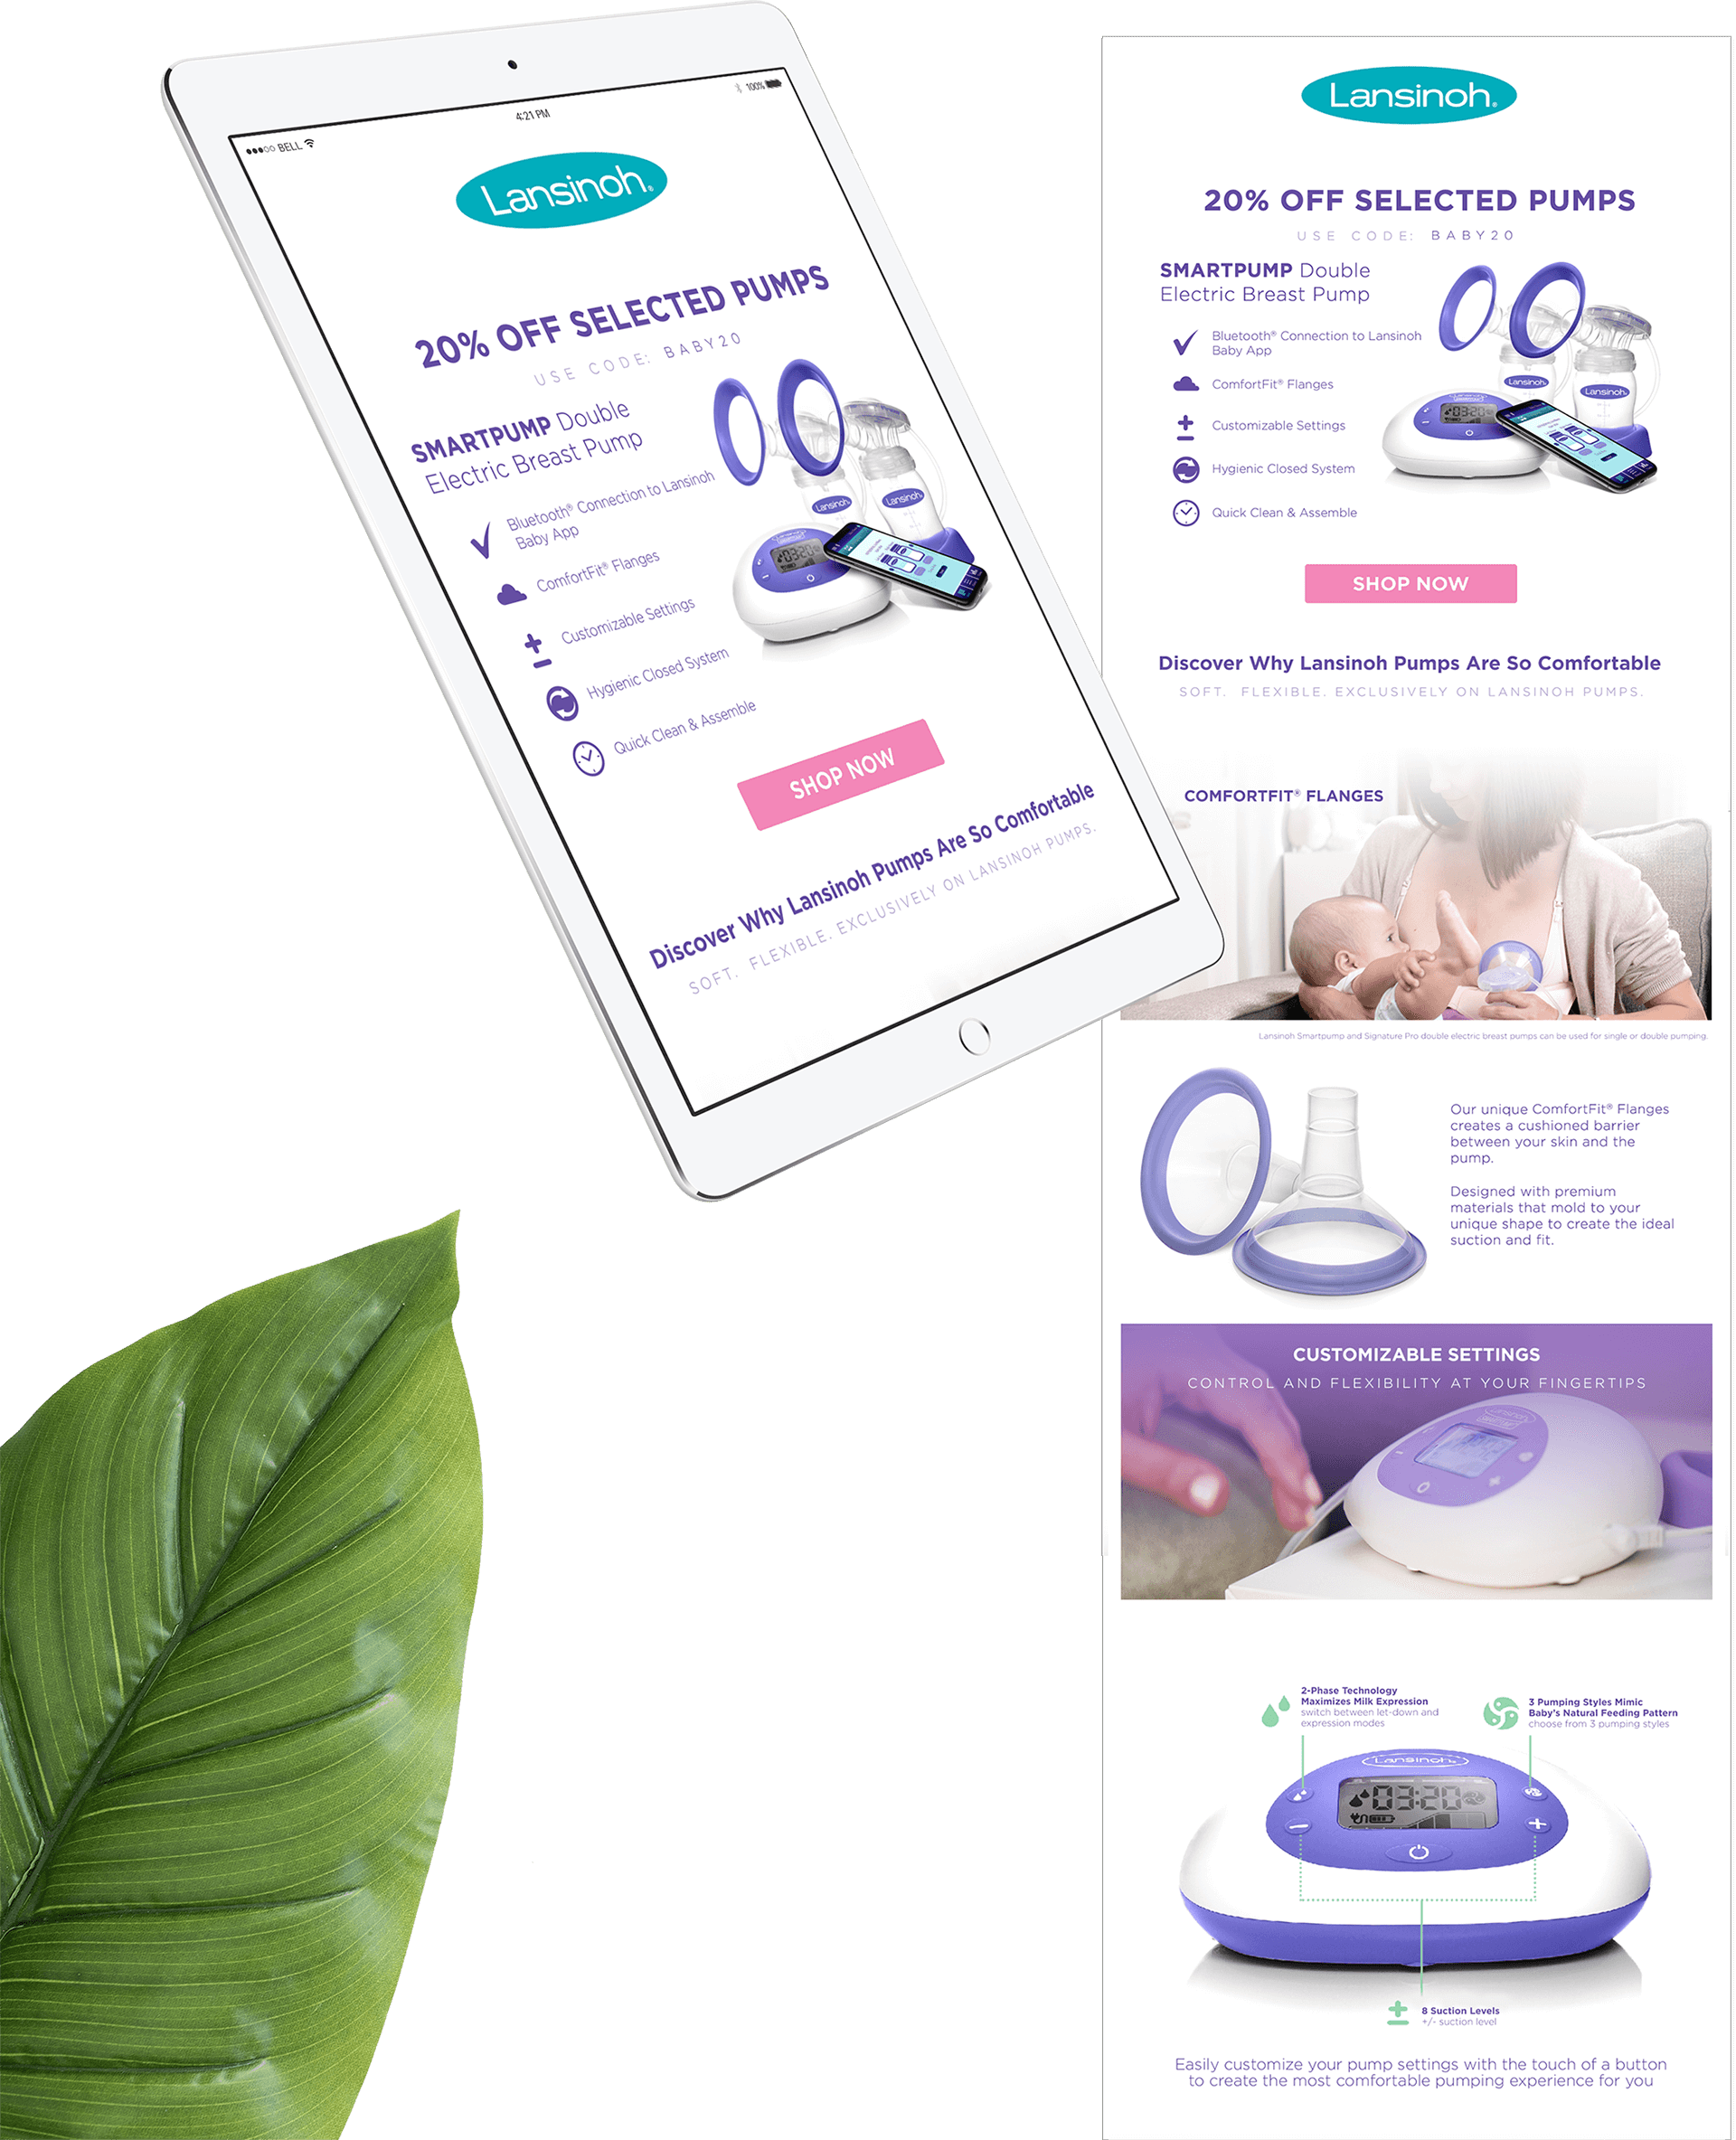 ●●●○○ BELL
4:21 PM
100%
Lansinoh®
20% OFF SELECTED PUMPS
USE CODE: BABY20
SMARTPUMP Double
Electric Breast Pump
Bluetooth® Connection to Lansinoh
Baby App
ComfortFit® Flanges
Customizable Settings
Hygienic Closed System
Quick Clean & Assemble
Lansinoh
Lansinoh
03:20
SHOP NOW
Discover Why Lansinoh Pumps Are So Comfortable
SOFT. FLEXIBLE. EXCLUSIVELY ON LANSINOH PUMPS.
Lansinoh®
20% OFF SELECTED PUMPS
USE CODE: BABY20
SMARTPUMP Double
Electric Breast Pump
Bluetooth® Connection to Lansinoh
Baby App
ComfortFit® Flanges
Customizable Settings
Hygienic Closed System
Quick Clean & Assemble
Lansinoh
Lansinoh
03:20
SHOP NOW
Discover Why Lansinoh Pumps Are So Comfortable
SOFT. FLEXIBLE. EXCLUSIVELY ON LANSINOH PUMPS.
COMFORTFIT® FLANGES
Lansinoh Smartpump and Signature Pro double electric breast pumps can be used for single or double pumping.
Our unique ComfortFit® Flanges
creates a cushioned barrier
between your skin and the
pump.
Designed with premium
materials that mold to your
unique shape to create the ideal
suction and fit.
CUSTOMIZABLE SETTINGS
CONTROL AND FLEXIBILITY AT YOUR FINGERTIPS
Lansinoh
2-Phase Technology
Maximizes Milk Expression
switch between let-down and
expression modes
3 Pumping Styles Mimic
Baby's Natural Feeding Pattern
choose from 3 pumping styles
Lansinoh®
03:20
8 Suction Levels
+/- suction level
Easily customize your pump settings with the touch of a button
to create the most comfortable pumping experience for you